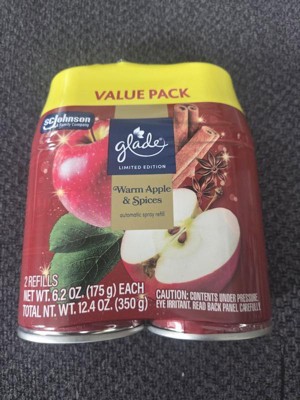 VALUE PACK
scjohnson
A Family Company
glade
LIMITED EDITION
Warm Apple
& Spices
automatic spray refill
2 REFILLS
NET WT. 6.2 OZ. (175 g) EACH
TOTAL NT. WT. 12.4 OZ. (350 g)
CAUTION: CONTENTS UNDER PRESSURE.
EYE IRRITANT. READ BACK PANEL CAREFULLY.